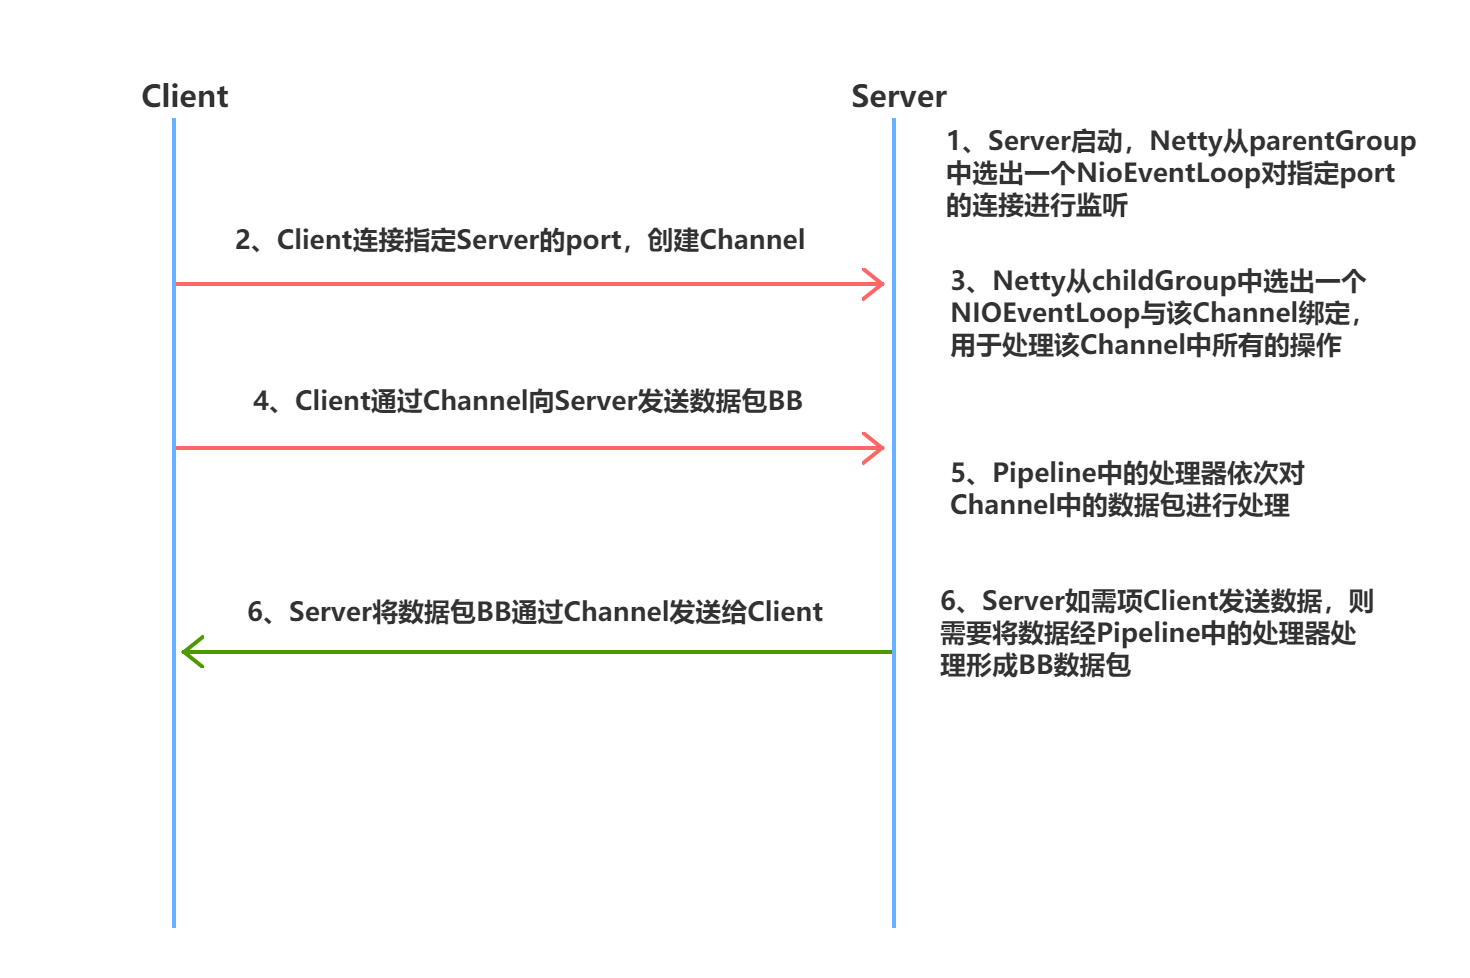 Client
Server
1、Server启动，Netty从parentGroup
中选出一个NioEventLoop对指定port
的连接进行监听
2、Client连接指定Server的port，创建Channel
3、Netty从childGroup中选出一个
NIOEventLoop与该Channel绑定，
用于处理该Channel中所有的操作
4、Client通过Channel向Server发送数据包BB
5、Pipeline中的处理器依次对
Channel中的数据包进行处理
6、Server将数据包BB通过Channel发送给Client
6、Server如需项Client发送数据，则
需要将数据经Pipeline中的处理器处
理形成BB数据包